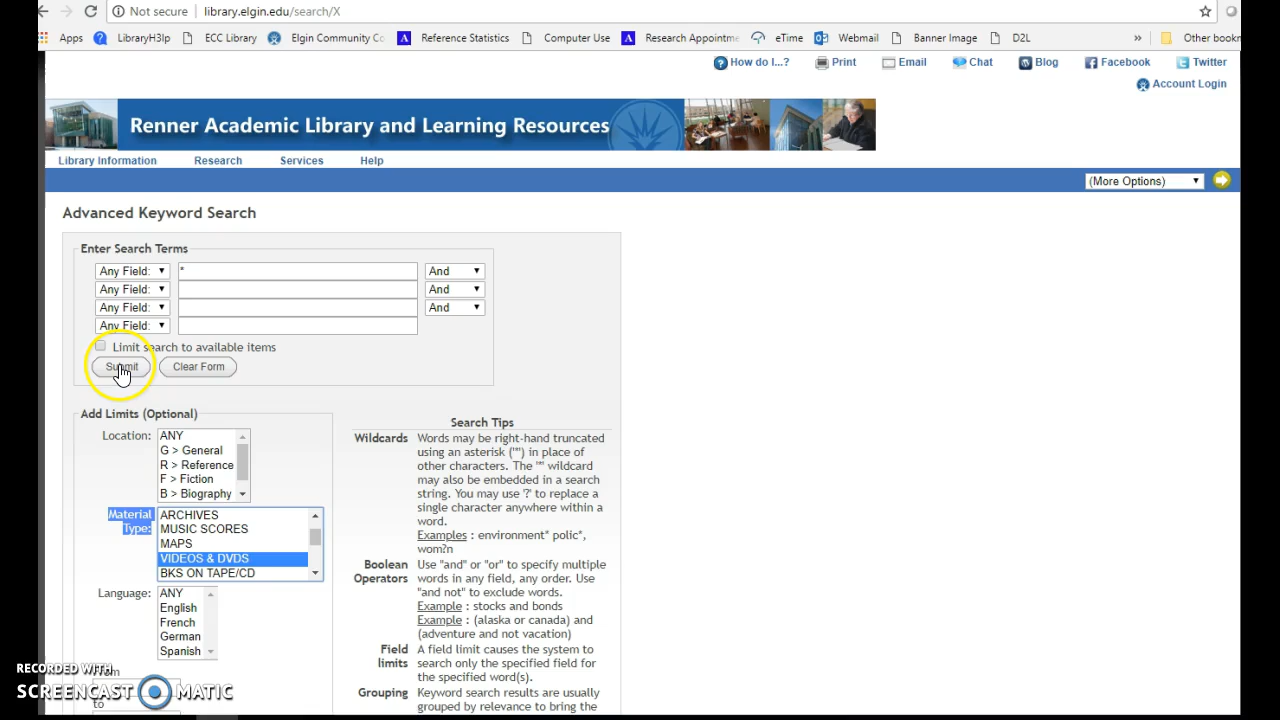 Not secure | library.elgin.edu/search/X
Apps LibraryH3lp ECC Library Elgin Community Co Reference Statistics Computer Use Research Appointme eTime Webmail Banner Image D2L » Other bookm
How do I...? Print Email Chat Blog Facebook Twitter
Account Login
Renner Academic Library and Learning Resources
Library Information Research Services Help
(More Options)
Advanced Keyword Search
Enter Search Terms
Any Field: * And
Any Field: And
Any Field: And
Any Field:
Limit search to available items
Submit Clear Form
Add Limits (Optional)
Location: ANY
G > General
R > Reference
F > Fiction
B > Biography
Material Type: ARCHIVES
MUSIC SCORES
MAPS
VIDEOS & DVDS
BKS ON TAPE/CD
Language: ANY
English
French
German
Spanish
From
to
Search Tips
Wildcards Words may be right-hand truncated
using an asterisk ('*') in place of
other characters. The '*' wildcard
may also be embedded in a search
string. You may use '?' to replace a
single character anywhere within a
word.
Examples : environment* polic*,
wom?n
Boolean Operators Use "and" or "or" to specify multiple
words in any field, any order. Use
"and not" to exclude words.
Example : stocks and bonds
Example : (alaska or canada) and
(adventure and not vacation)
Field limits A field limit causes the system to
search only the specified field for
the specified word(s).
Grouping Keyword search results are usually
grouped by relevance to bring the
RECORDED WITH
SCREENCAST MATIC